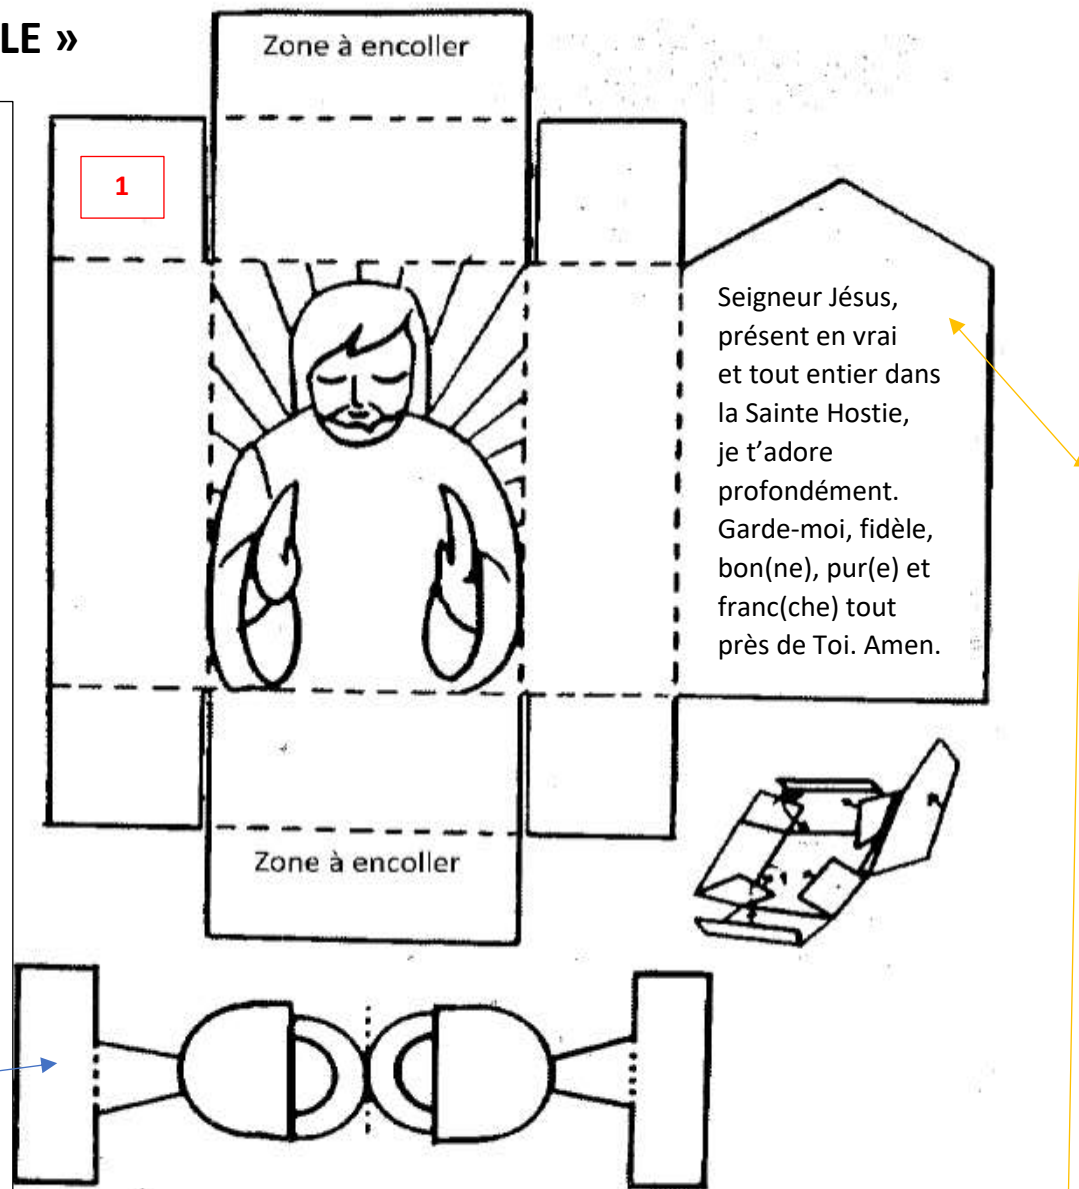 LE »
Zone à encoller
1
Seigneur Jésus,
présent en vrai
et tout entier dans
la Sainte Hostie,
je t’adore
profondément.
Garde-moi, fidèle,
bon(ne), pur(e) et
franc(che) tout
près de Toi. Amen.
Zone à encoller